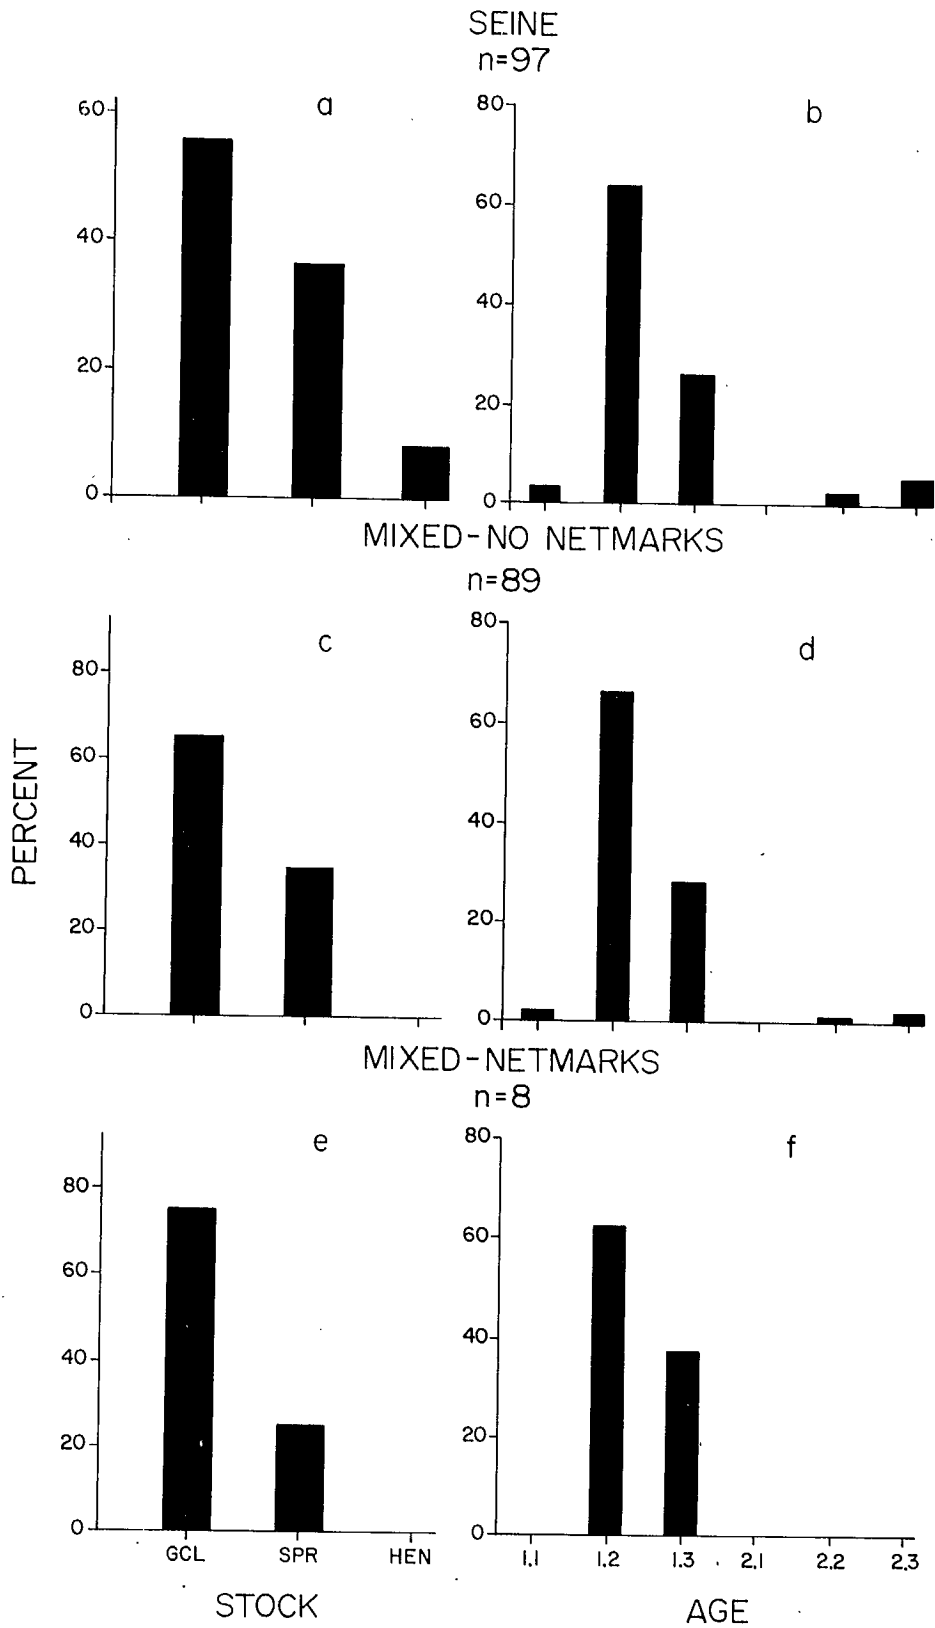 SEINE
n=97
a
b
60
40
20
0
80
60
40
20
0
MIXED-NO NETMARKS
n=89
c
d
80
60
40
20
0
80
60
40
20
0
PERCENT
MIXED-NETMARKS
n=8
e
f
80
60
40
20
0
80
60
40
20
0
GCL SPR HEN
1.1 1.2 1.3 2.1 2.2 2.3
STOCK
AGE